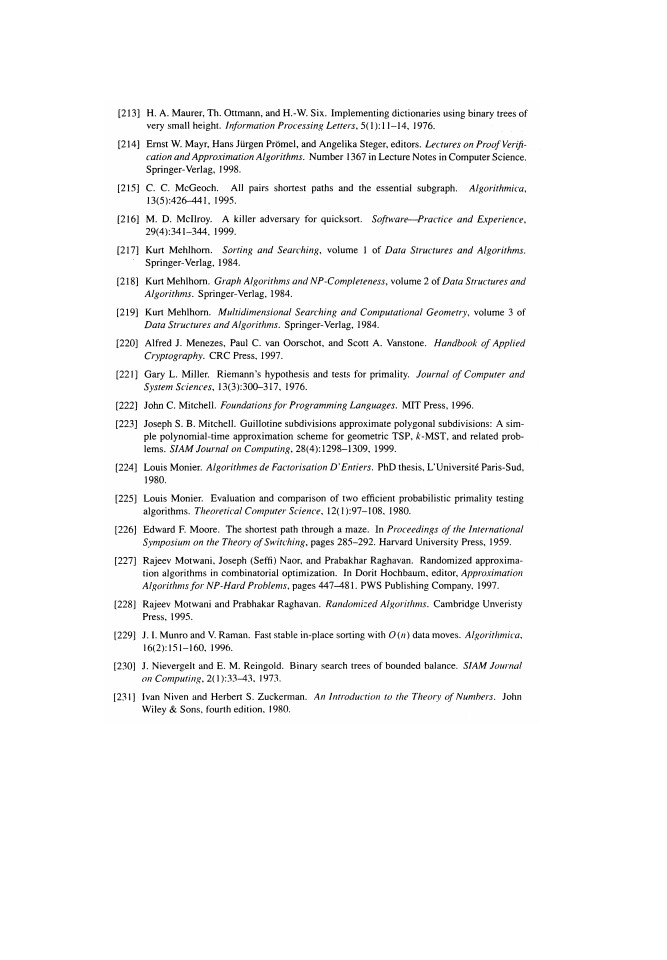 [213] H. A. Maurer, Th. Ottmann, and H.-W. Six. Implementing dictionaries using binary trees of
very small height. Information Processing Letters, 5(1):11–14, 1976.
[214] Ernst W. Mayr, Hans Jürgen Prömel, and Angelika Steger, editors. Lectures on Proof Verifi-
cation and Approximation Algorithms. Number 1367 in Lecture Notes in Computer Science.
Springer-Verlag, 1998.
[215] C. C. McGeoch. All pairs shortest paths and the essential subgraph. Algorithmica,
13(5):426–441, 1995.
[216] M. D. McIlroy. A killer adversary for quicksort. Software—Practice and Experience,
29(4):341–344, 1999.
[217] Kurt Mehlhorn. Sorting and Searching, volume 1 of Data Structures and Algorithms.
Springer-Verlag, 1984.
[218] Kurt Mehlhorn. Graph Algorithms and NP-Completeness, volume 2 of Data Structures and
Algorithms. Springer-Verlag, 1984.
[219] Kurt Mehlhorn. Multidimensional Searching and Computational Geometry, volume 3 of
Data Structures and Algorithms. Springer-Verlag, 1984.
[220] Alfred J. Menezes, Paul C. van Oorschot, and Scott A. Vanstone. Handbook of Applied
Cryptography. CRC Press, 1997.
[221] Gary L. Miller. Riemann's hypothesis and tests for primality. Journal of Computer and
System Sciences, 13(3):300–317, 1976.
[222] John C. Mitchell. Foundations for Programming Languages. MIT Press, 1996.
[223] Joseph S. B. Mitchell. Guillotine subdivisions approximate polygonal subdivisions: A sim-
ple polynomial-time approximation scheme for geometric TSP, k-MST, and related prob-
lems. SIAM Journal on Computing, 28(4):1298–1309, 1999.
[224] Louis Monier. Algorithmes de Factorisation D'Entiers. PhD thesis, L'Université Paris-Sud,
1980.
[225] Louis Monier. Evaluation and comparison of two efficient probabilistic primality testing
algorithms. Theoretical Computer Science, 12(1):97–108, 1980.
[226] Edward F. Moore. The shortest path through a maze. In Proceedings of the International
Symposium on the Theory of Switching, pages 285–292. Harvard University Press, 1959.
[227] Rajeev Motwani, Joseph (Seffi) Naor, and Prabakhar Raghavan. Randomized approxima-
tion algorithms in combinatorial optimization. In Dorit Hochbaum, editor, Approximation
Algorithms for NP-Hard Problems, pages 447–481. PWS Publishing Company, 1997.
[228] Rajeev Motwani and Prabhakar Raghavan. Randomized Algorithms. Cambridge Unveristy
Press, 1995.
[229] J. I. Munro and V. Raman. Fast stable in-place sorting with O(n) data moves. Algorithmica,
16(2):151–160, 1996.
[230] J. Nievergelt and E. M. Reingold. Binary search trees of bounded balance. SIAM Journal
on Computing, 2(1):33–43, 1973.
[231] Ivan Niven and Herbert S. Zuckerman. An Introduction to the Theory of Numbers. John
Wiley & Sons, fourth edition, 1980.